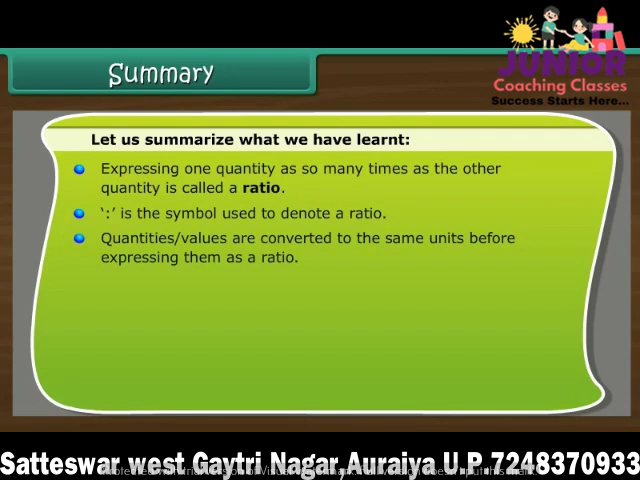 Summary
JUNIOR
Coaching Classes
Success Starts Here...
Let us summarize what we have learnt:
Expressing one quantity as so many times as the other
quantity is called a ratio.
‘:’ is the symbol used to denote a ratio.
Quantities/values are converted to the same units before
expressing them as a ratio.
Satteswar west Gaytri Nagar,Auraiya U.P 7248370933